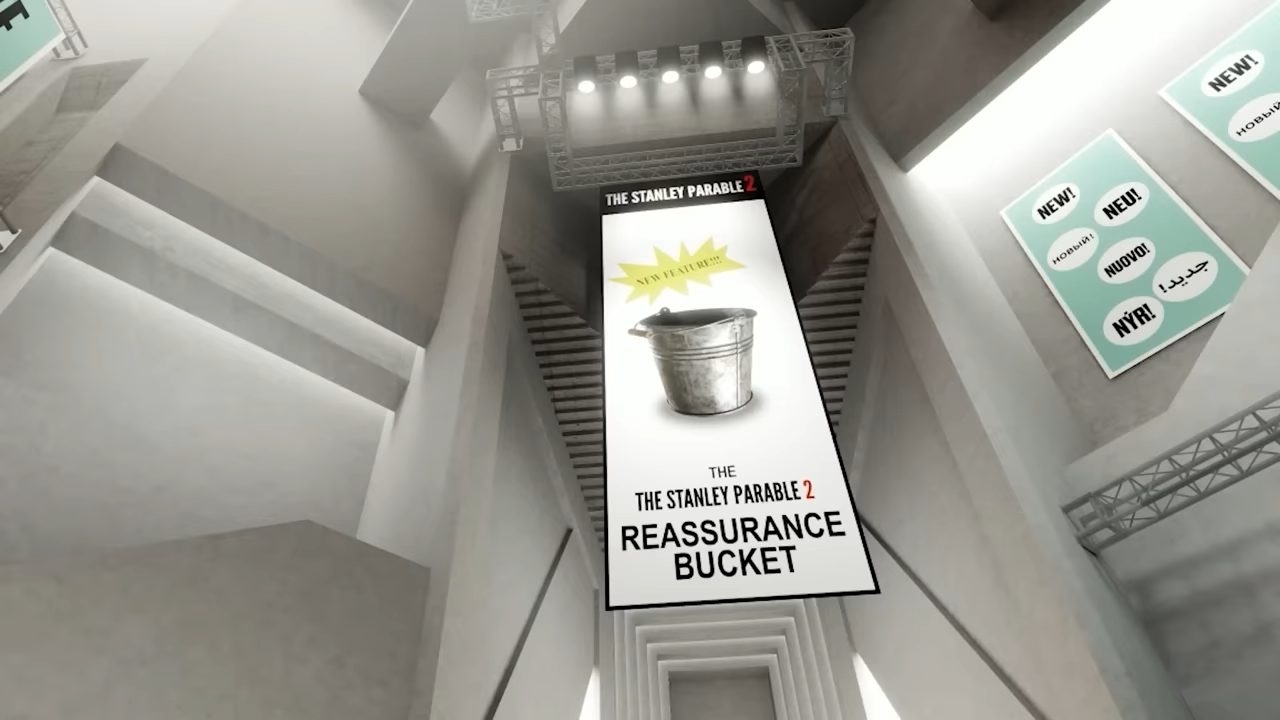 THE STANLEY PARABLE 2
NEW FEATURE!!!
THE
THE STANLEY PARABLE 2
REASSURANCE
BUCKET
NEW!
NEU!
НОВЫЙ!
NUOVO!
جديد!
NÝR!
NEW!
НОВЫЙ